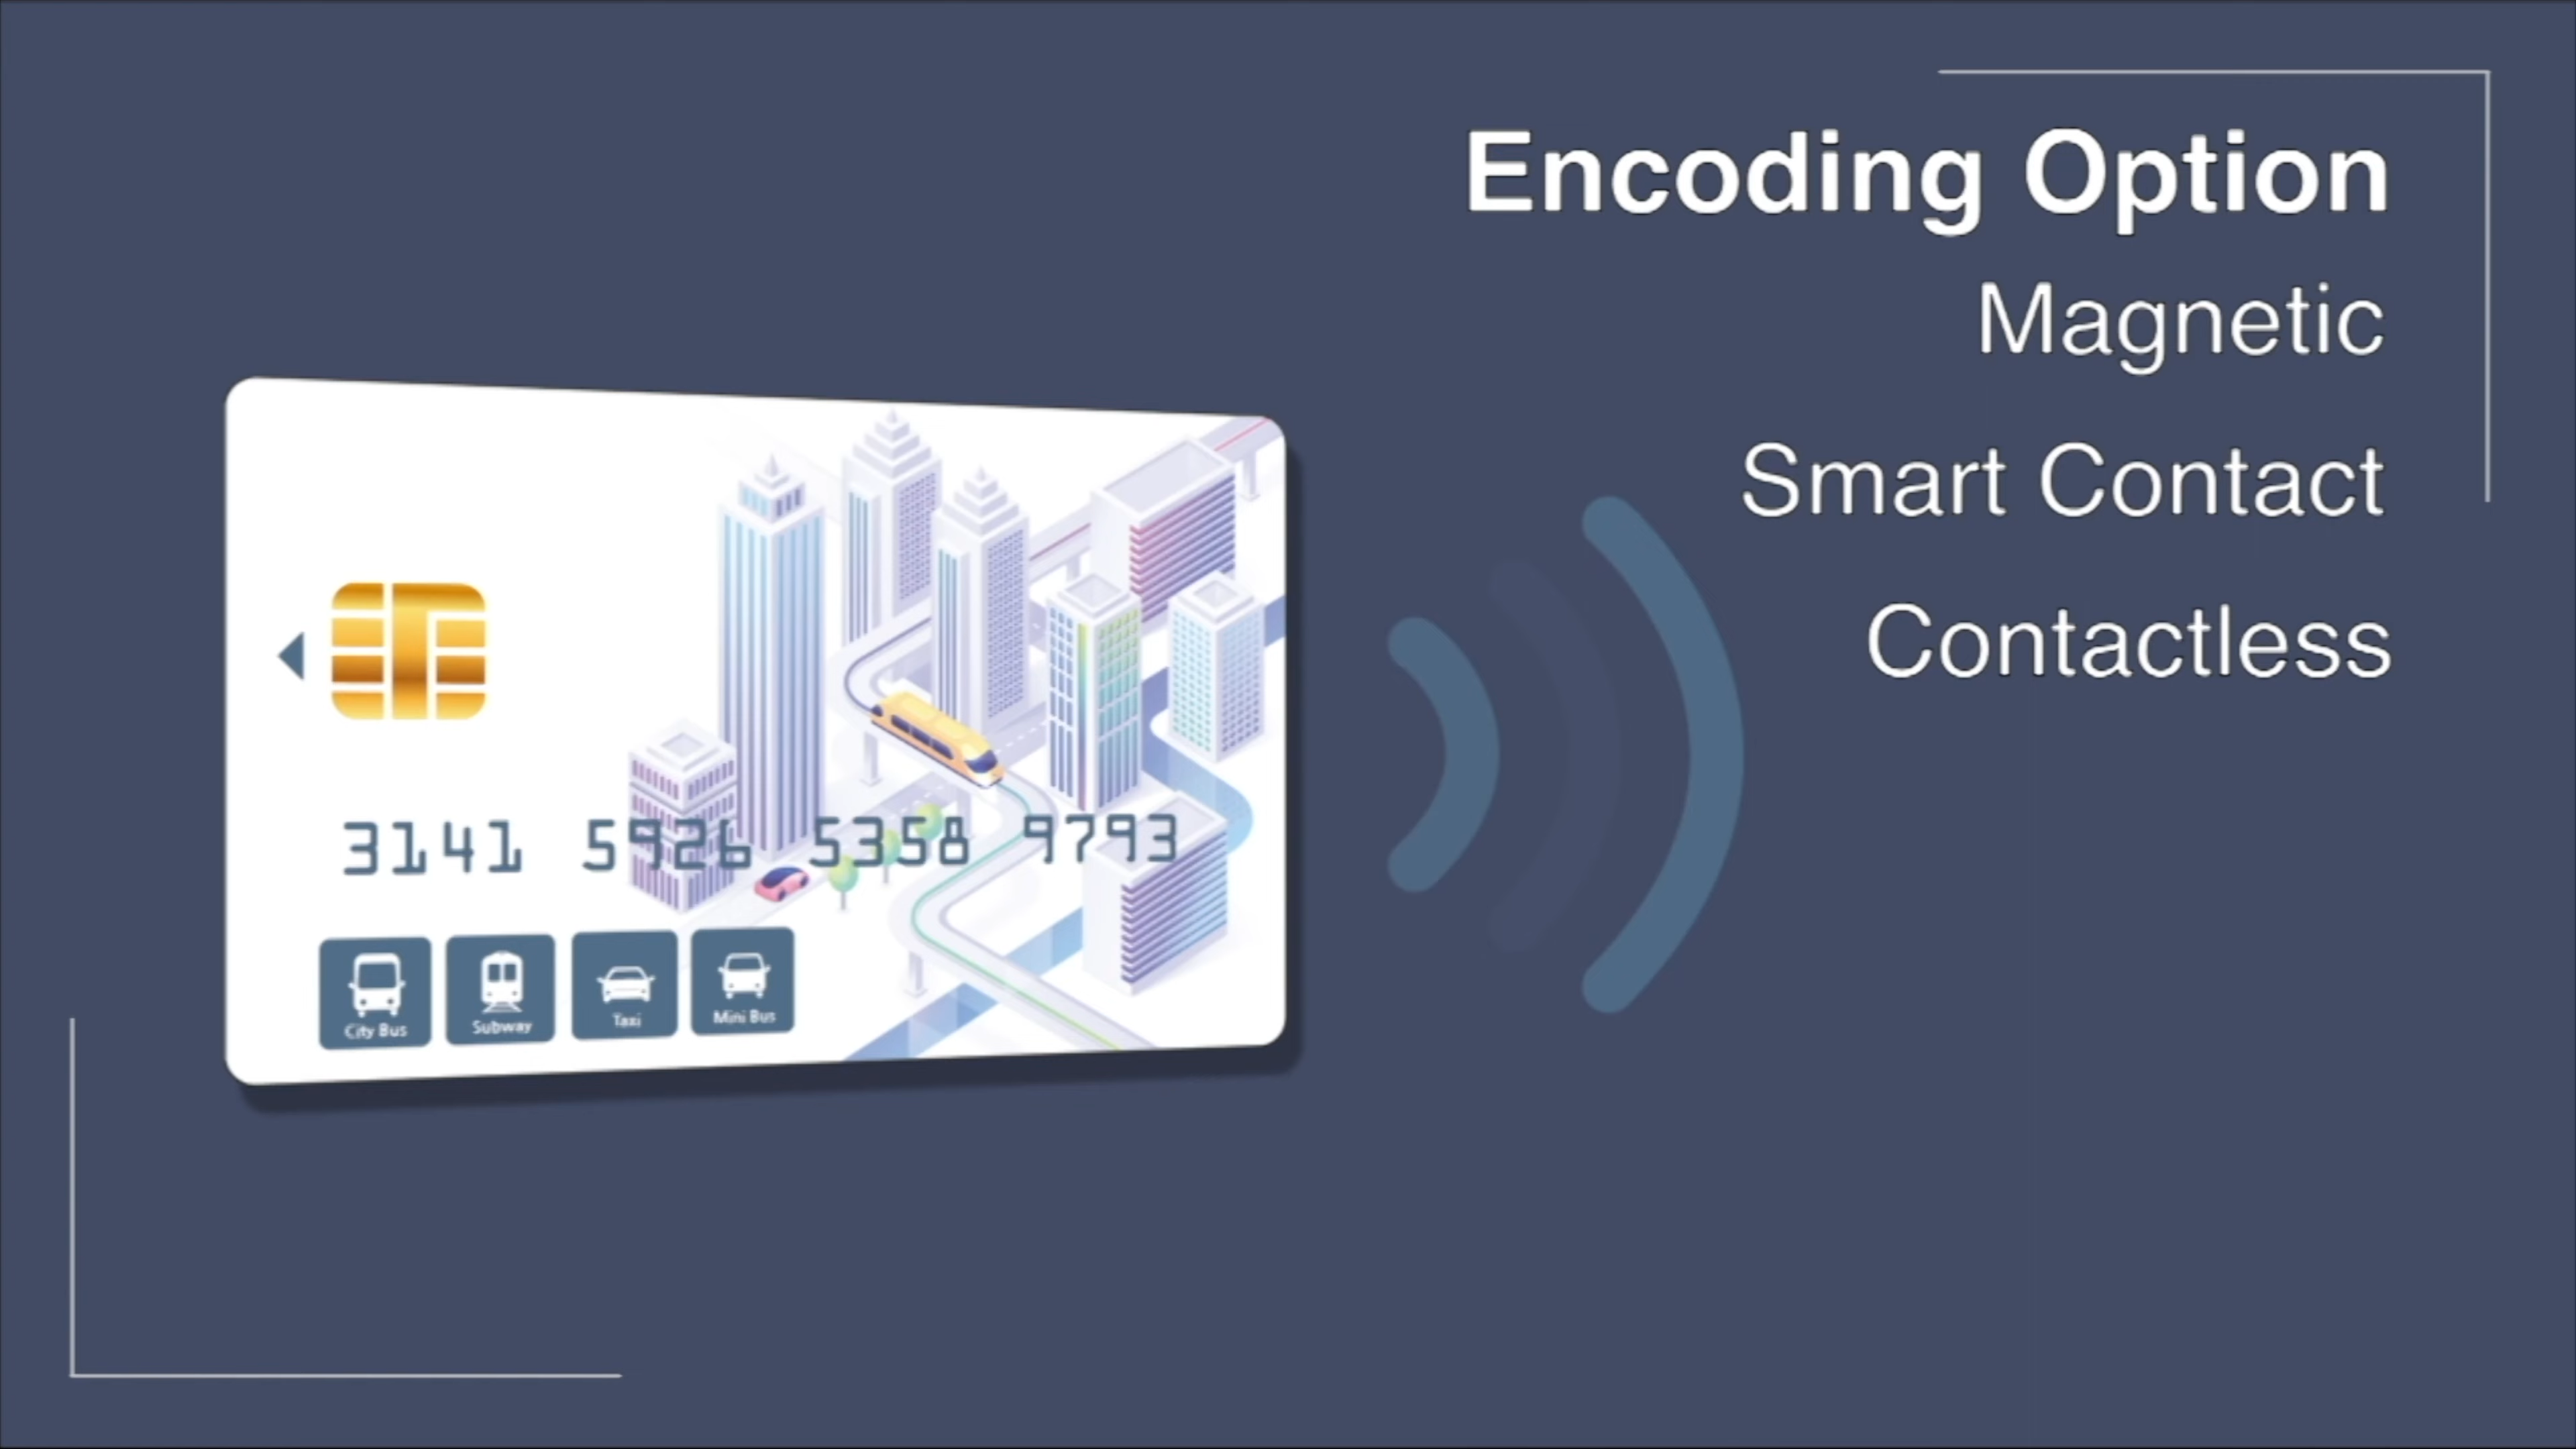 Encoding Option
Magnetic
Smart Contact
Contactless
3141 5926 5358 9793
City Bus
Subway
Taxi
Mini Bus